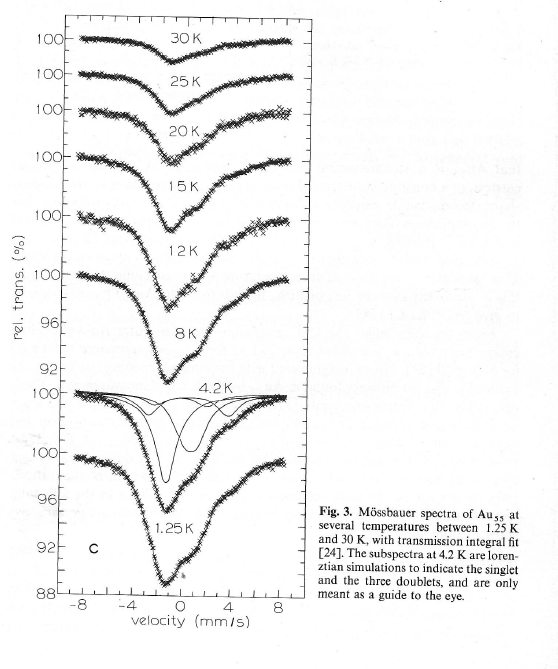 100
30 K
100
25 K
100
20 K
100
15 K
100
12 K
100
96
8 K
92
100
4.2 K
100
96
1.25 K
92
c
88
-8 -4 0 4 8
velocity (mm/s)
rel. trans. (%)
Fig. 3. Mössbauer spectra of Au₅₅ at
several temperatures between 1.25 K
and 30 K, with transmission integral fit
[24]. The subspectra at 4.2 K are loren-
ztian simulations to indicate the singlet
and the three doublets, and are only
meant as a guide to the eye.